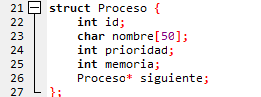 21 struct Proceso {
22 int id;
23 char nombre[50];
24 int prioridad;
25 int memoria;
26 Proceso* siguiente;
27 };